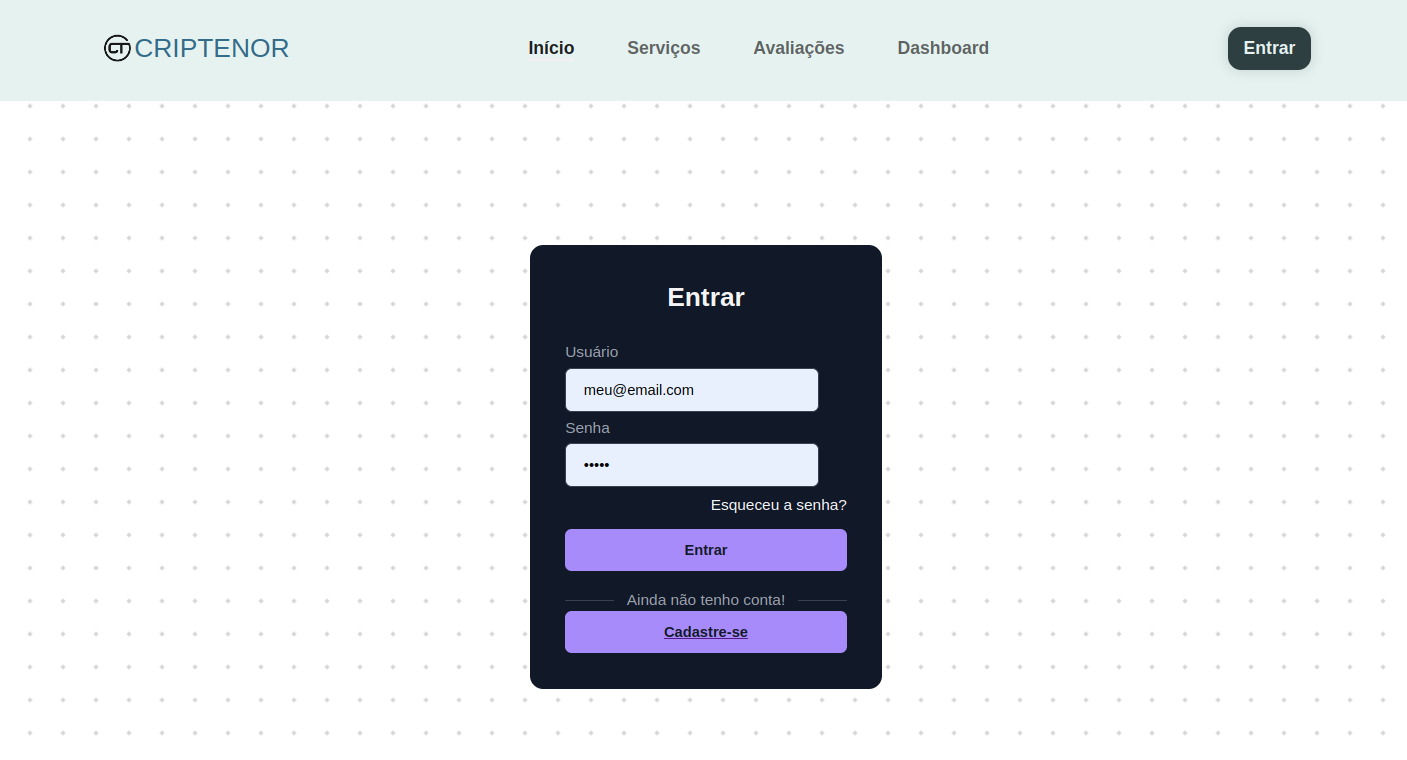 CT CRIPTENOR
Início Serviços Avaliações Dashboard Entrar
Entrar
Usuário
meu@email.com
Senha
•••••
Esqueceu a senha?
Entrar
Ainda não tenho conta!
Cadastre-se